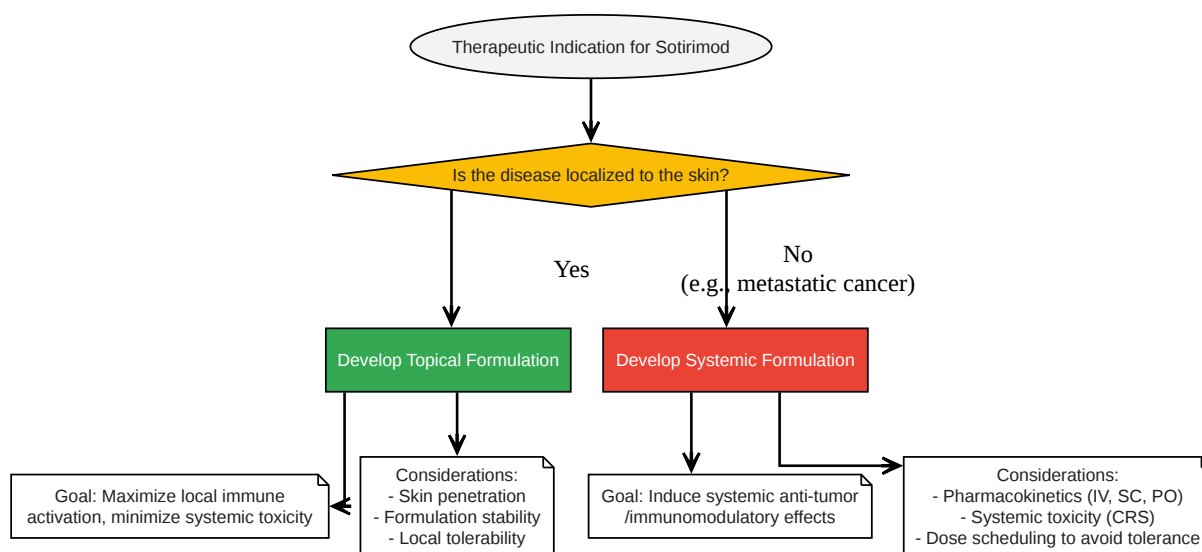 Therapeutic Indication for Sotirimod
Is the disease localized to the skin?
Yes
No
(e.g., metastatic cancer)
Develop Topical Formulation
Develop Systemic Formulation
Goal: Maximize local immune
activation, minimize systemic toxicity
Considerations:
- Skin penetration
- Formulation stability
- Local tolerability
Goal: Induce systemic anti-tumor
/immunomodulatory effects
Considerations:
- Pharmacokinetics (IV, SC, PO)
- Systemic toxicity (CRS)
- Dose scheduling to avoid tolerance